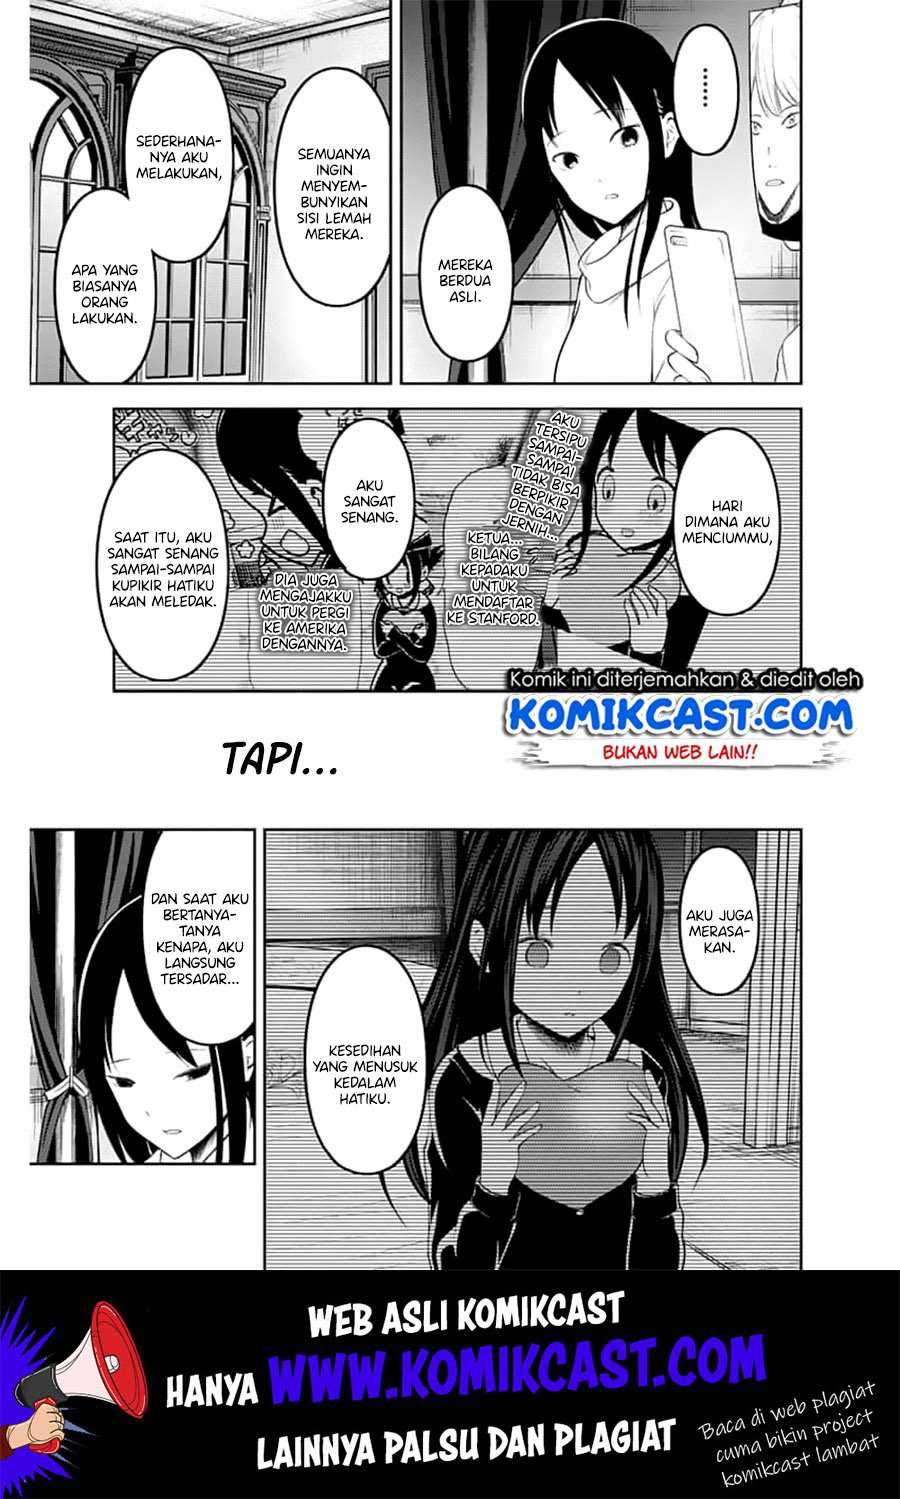 ........
MEREKA
BERDUA
ASLI.
SEMUANYA
INGIN
MENYEM-
BUNYIKAN
SISI LEMAH
MEREKA.
SEDERHANA-
NYA AKU
MELAKUKAN,
APA YANG
BIASANYA
ORANG
LAKUKAN.
HARI
DIMANA AKU
MENCIUMMU,
AKU
TERSIPU
SAMPAI-
SAMPAI
TIDAK BISA
BERPIKIR
DENGAN
JERNIH...
KETUA...
BILANG
KEPADAKU
UNTUK
MENDAFTAR
KE STANFORD.
AKU
SANGAT
SENANG.
DIA JUGA
MENGAJAKKU
UNTUK PERGI
KE AMERIKA
DENGANNYA.
SAAT ITU, AKU
SANGAT SENANG
SAMPAI-SAMPAI
KUPIKIR HATIKU
AKAN MELEDAK.
Komik ini diterjemahkan & diedit oleh
KOMIKCAST.COM
BUKAN WEB LAIN!!
TAPI...
AKU JUGA
MERASA-
KAN.
KESEDIHAN
YANG MENUSUK
KEDALAM
HATIKU.
DAN SAAT AKU
BERTANYA-
TANYA
KENAPA, AKU
LANGSUNG
TERSADAR...
WEB ASLI KOMIKCAST
HANYA WWW.KOMIKCAST.COM
LAINNYA PALSU DAN PLAGIAT
Baca di web plagiat
cuma bikin project
komikcast lambat